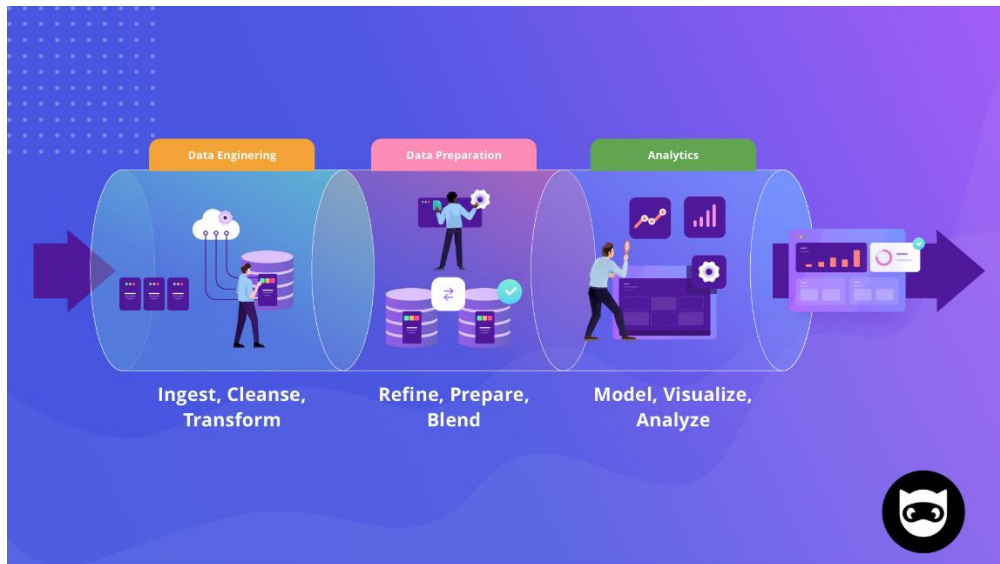 Data Enginering
Data Preparation
Analytics
Ingest, Cleanse,
Transform
Refine, Prepare,
Blend
Model, Visualize,
Analyze